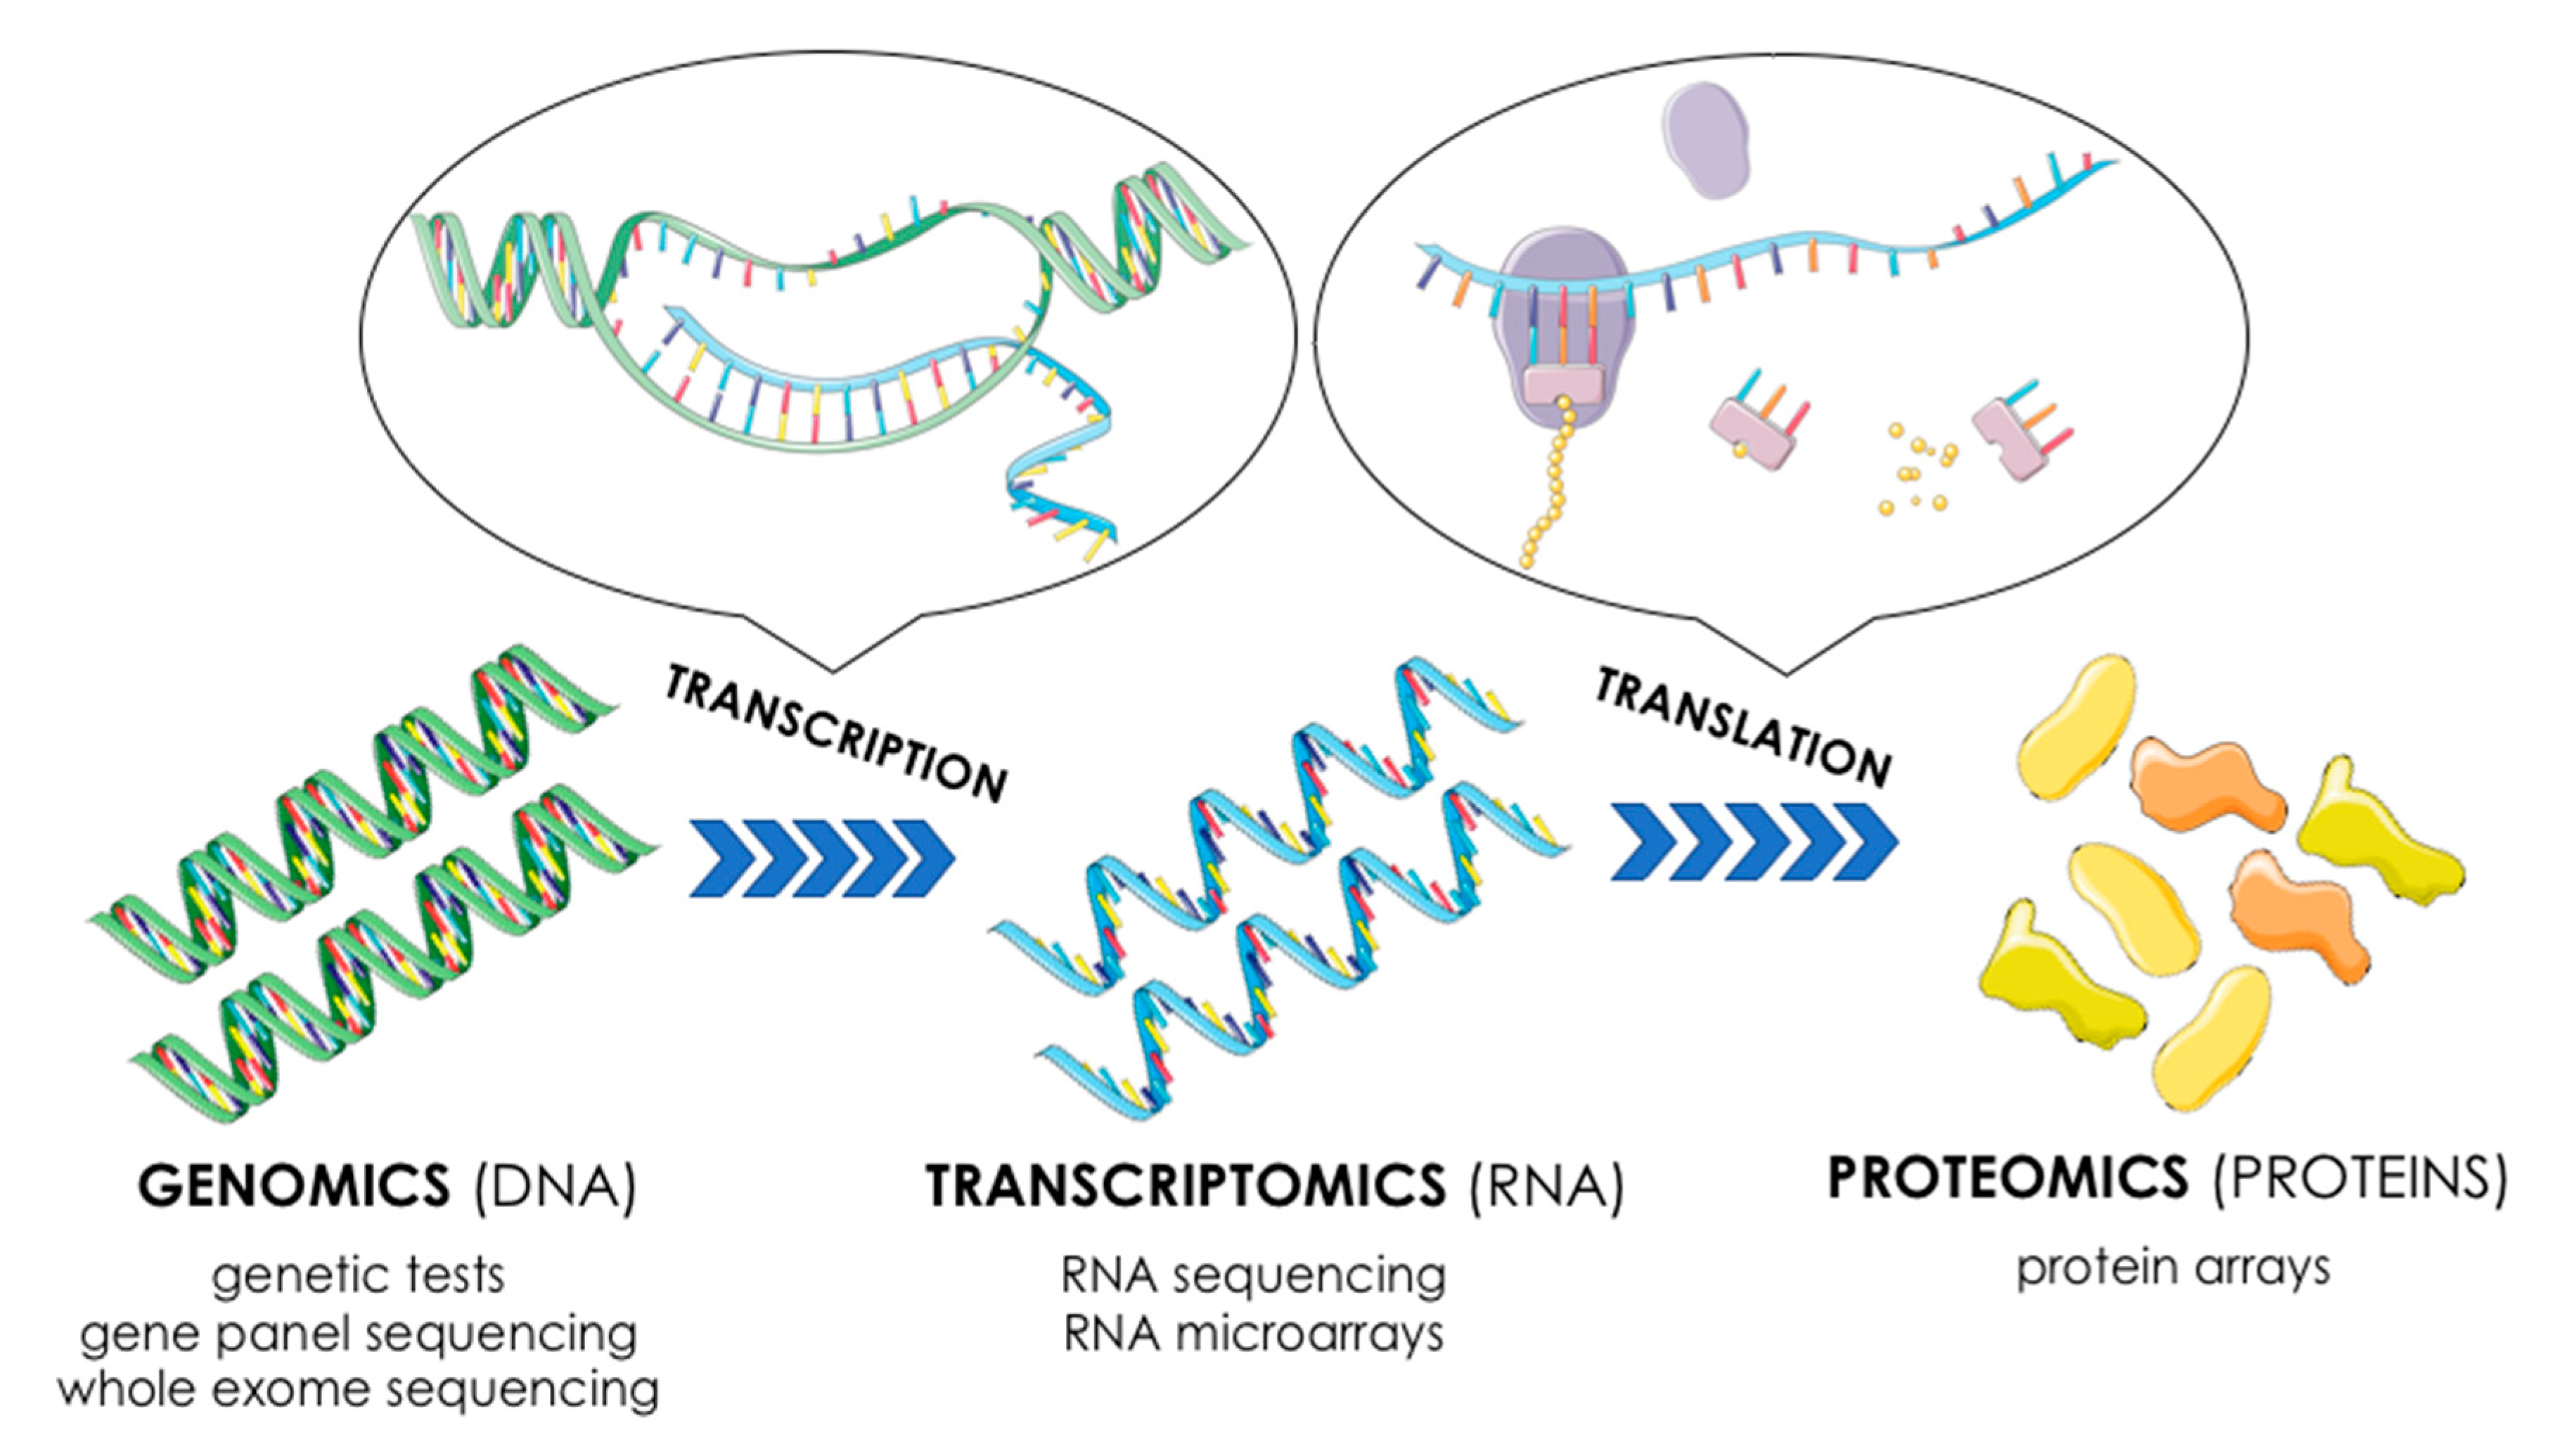 TRANSCRIPTION
TRANSLATION
GENOMICS (DNA)
genetic tests
gene panel sequencing
whole exome sequencing
TRANSCRIPTOMICS (RNA)
RNA sequencing
RNA microarrays
PROTEOMICS (PROTEINS)
protein arrays